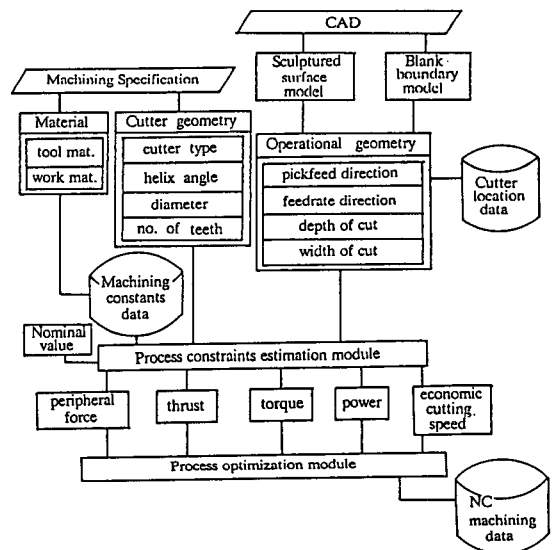 CAD
Sculptured
surface
model
Blank
boundary
model
Machining Specification
Material
tool mat.
work mat.
Cutter geometry
cutter type
helix angle
diameter
no. of teeth
Operational geometry
pickfeed direction
feedrate direction
depth of cut
width of cut
Cutter
location
data
Machining
constants
data
Nominal
value
Process constraints estimation module
peripheral
force
thrust
torque
power
economic
cutting.
speed
Process optimization module
NC
machining
data